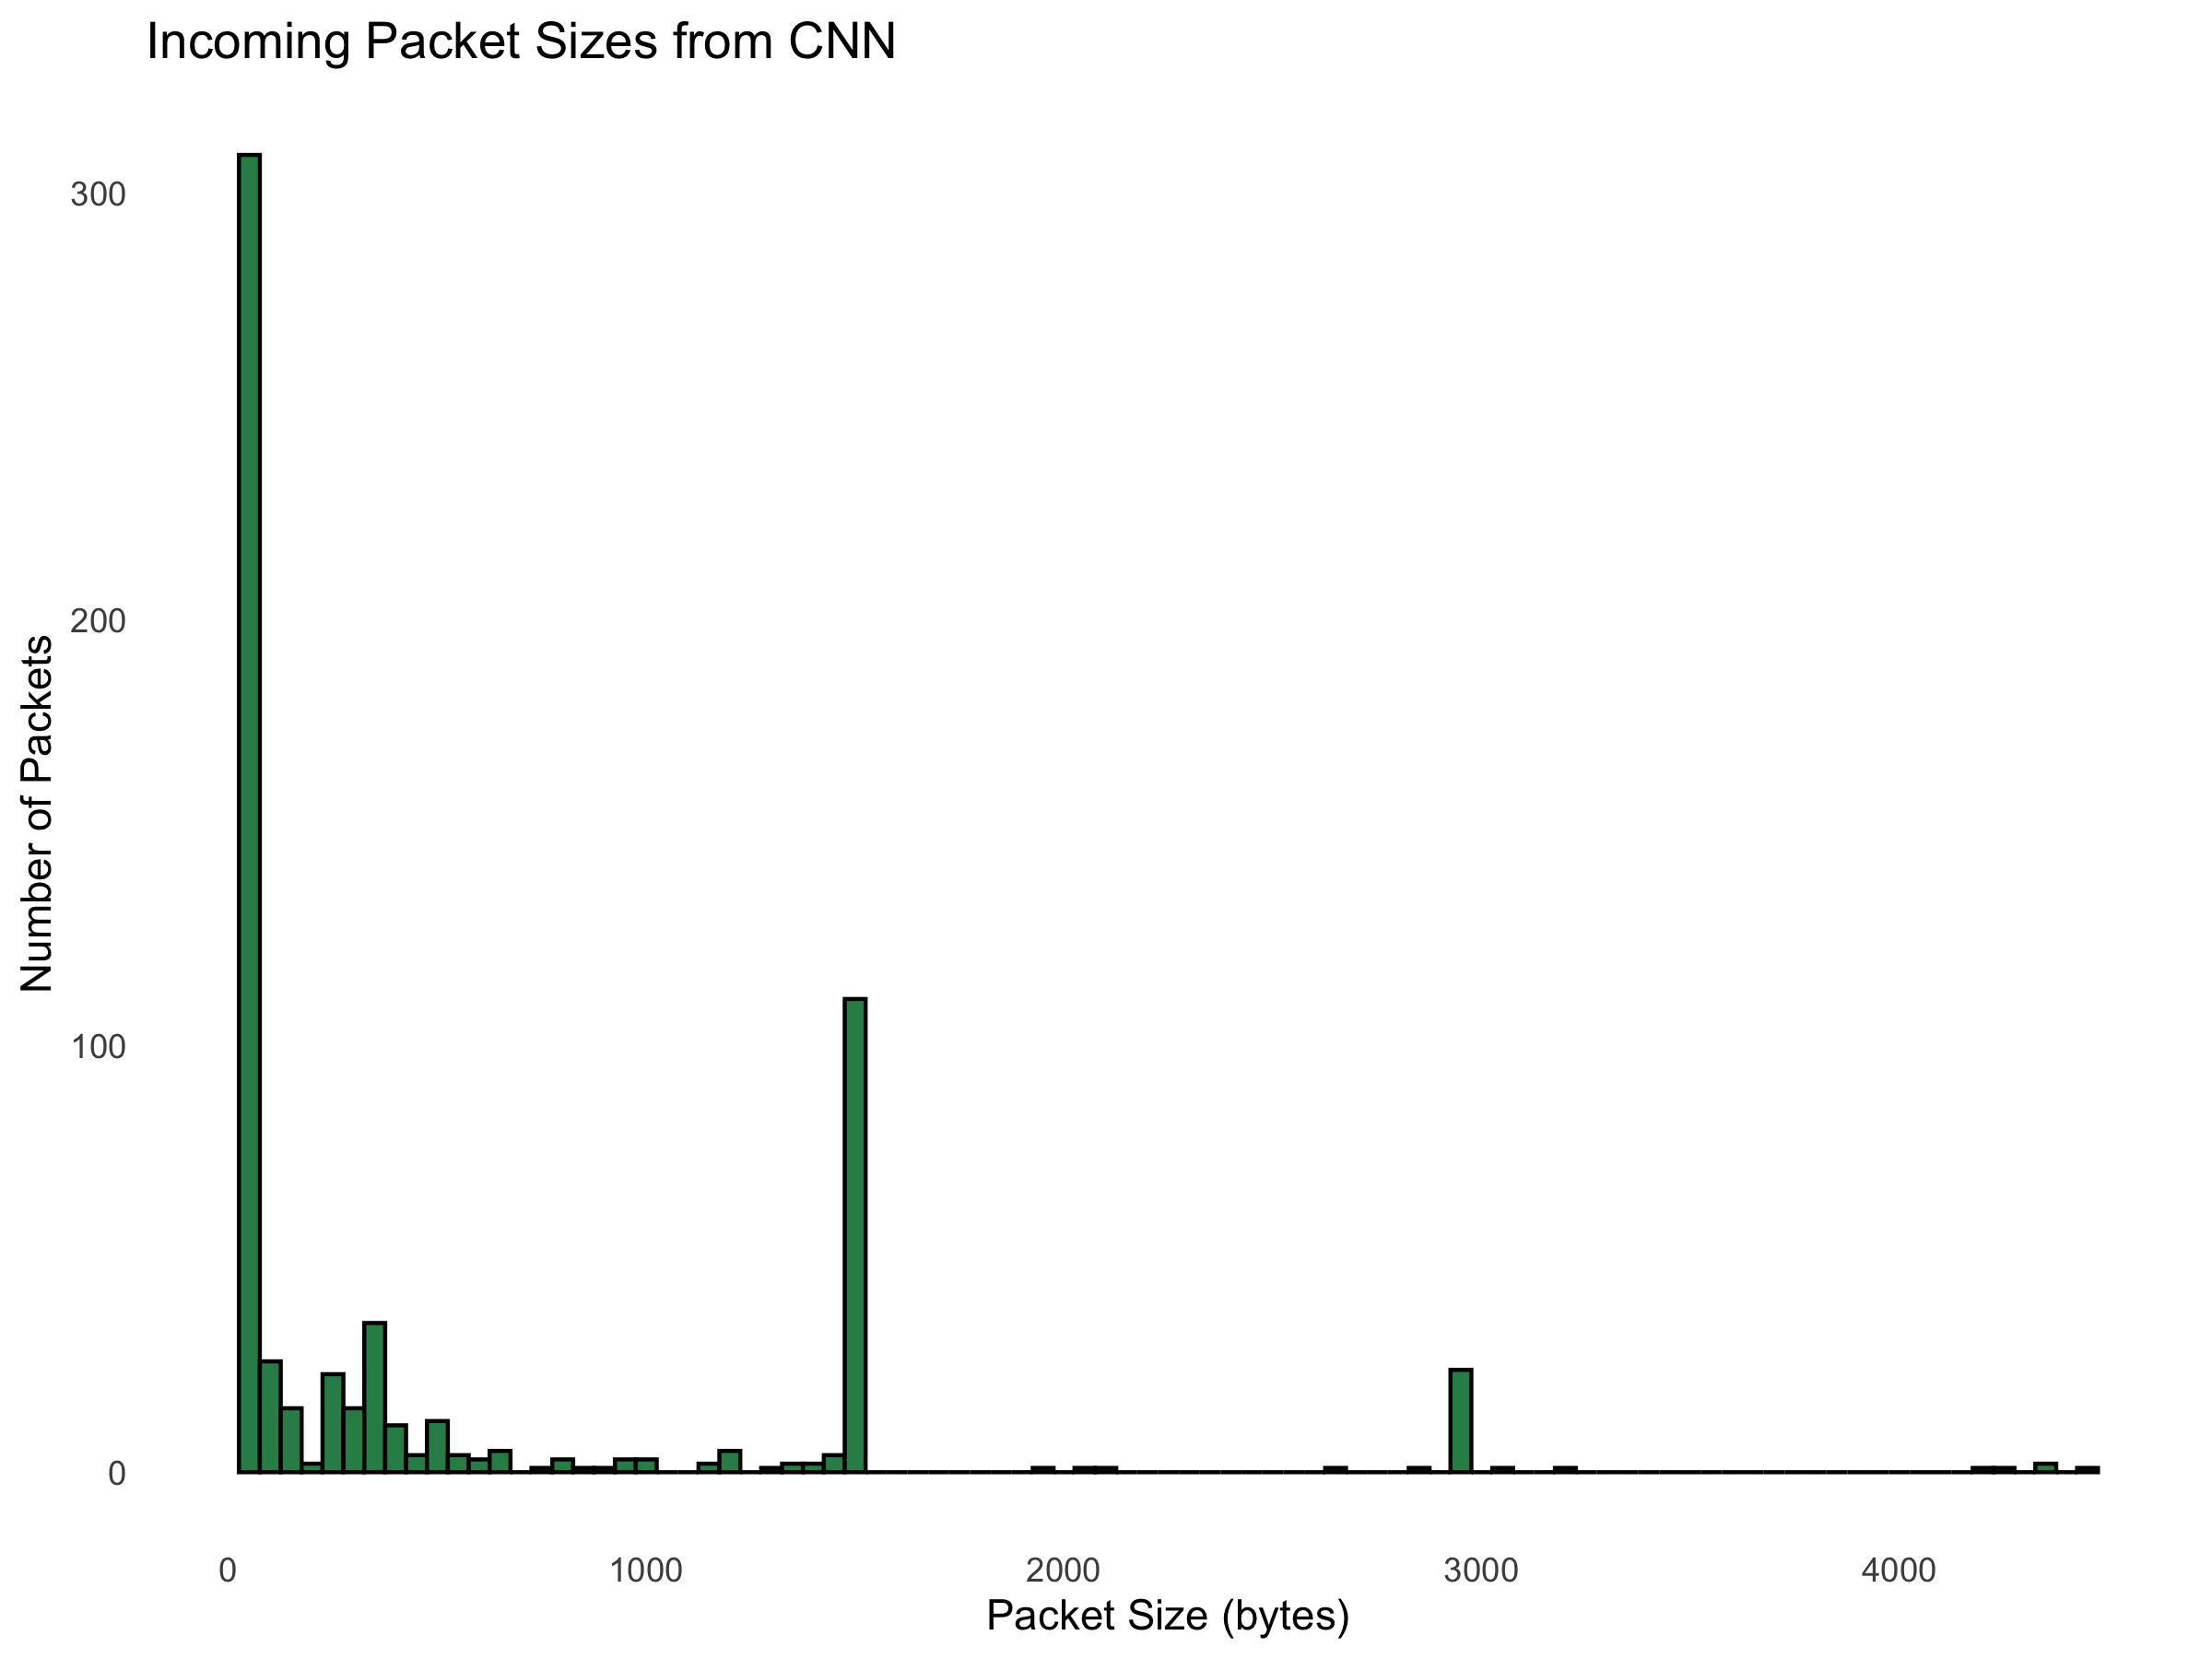 Incoming Packet Sizes from CNN
300
200
100
0
Number of Packets
0 1000 2000 3000 4000
Packet Size (bytes)